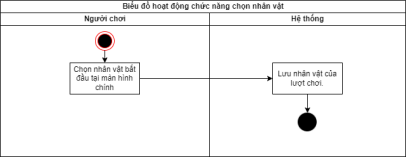 Biểu đồ hoạt động chức năng chọn nhân vật
Người chơi
Hệ thống
Chọn nhân vật bắt
đầu tại màn hình
chính
Lưu nhân vật của
lượt chơi.